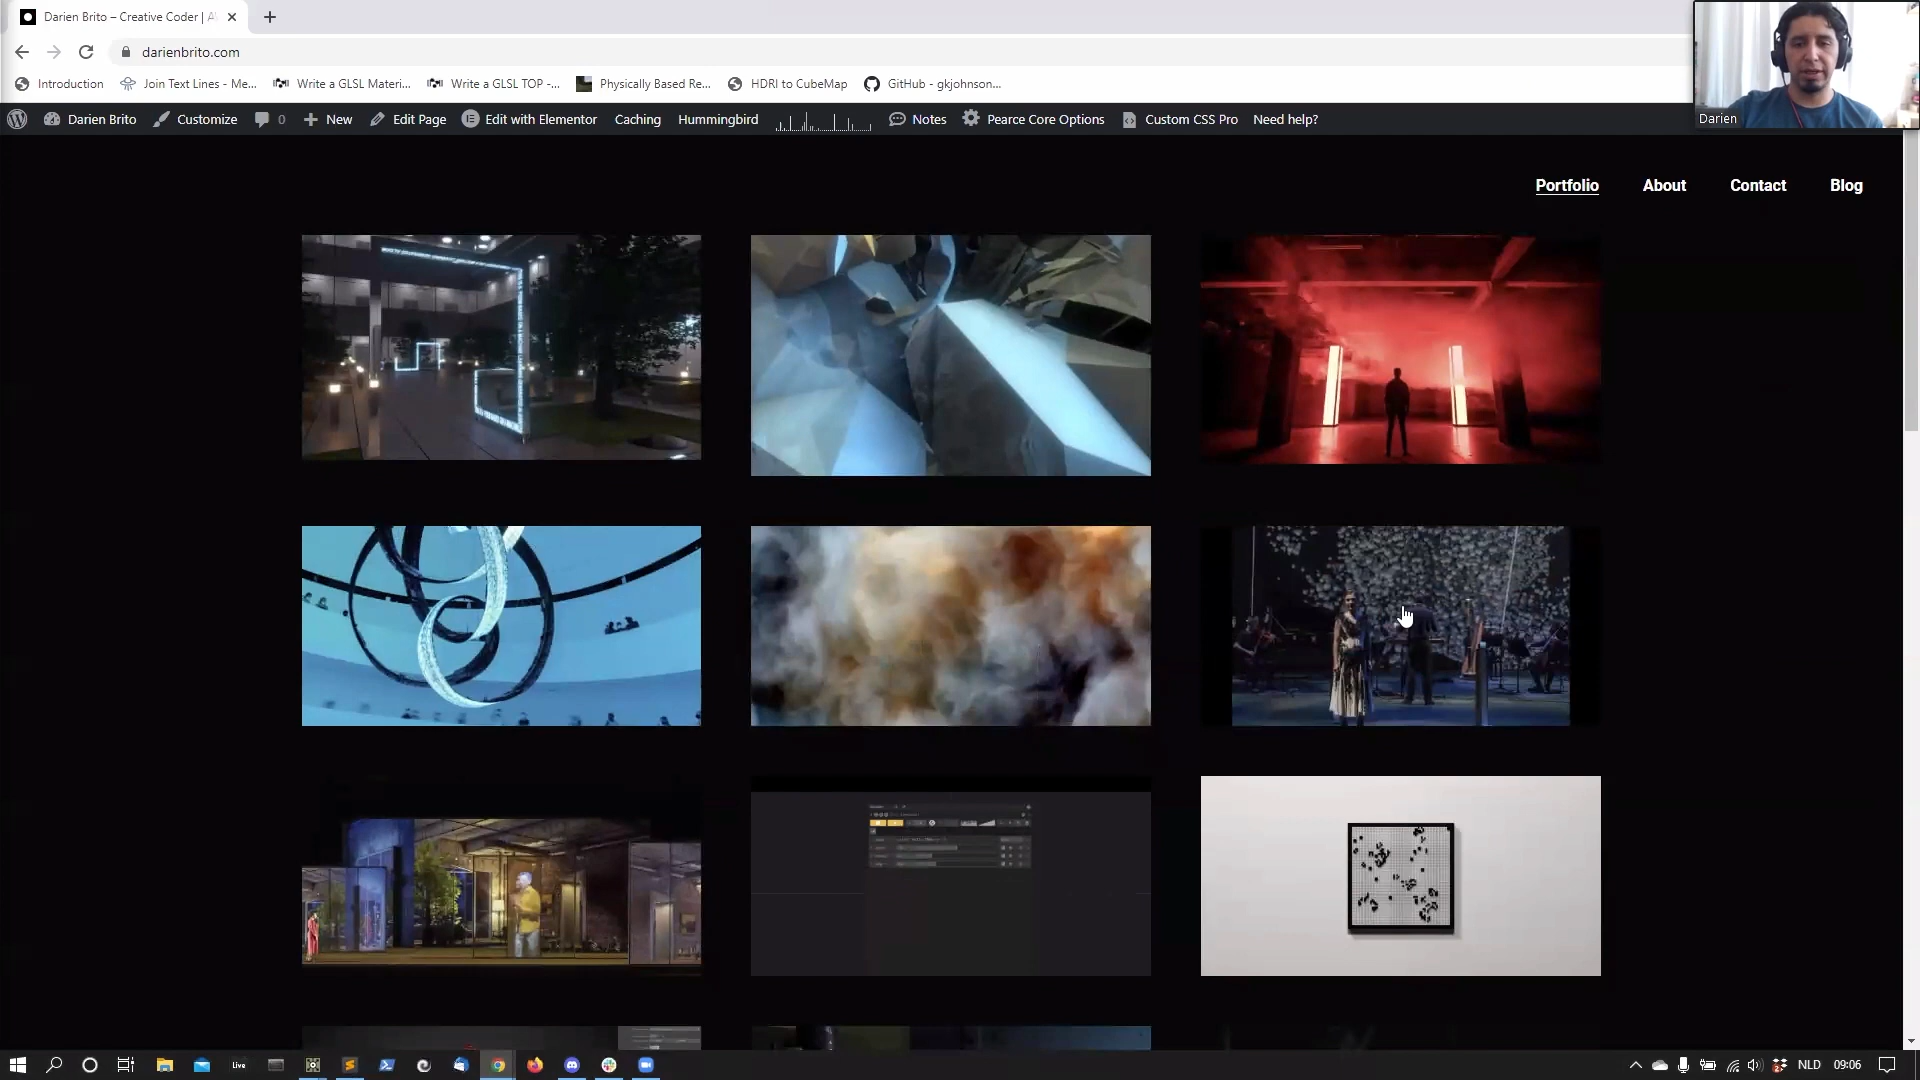 Darien Brito – Creative Coder | A
darienbrito.com
Introduction
Join Text Lines - Me...
Write a GLSL Materi...
Write a GLSL TOP -...
Physically Based Re...
HDRI to CubeMap
GitHub - gkjohnson...
Darien
Darien Brito
Customize
0
New
Edit Page
Edit with Elementor
Caching
Hummingbird
Notes
Pearce Core Options
Custom CSS Pro
Need help?
Portfolio
About
Contact
Blog
Live
NLD
09:06